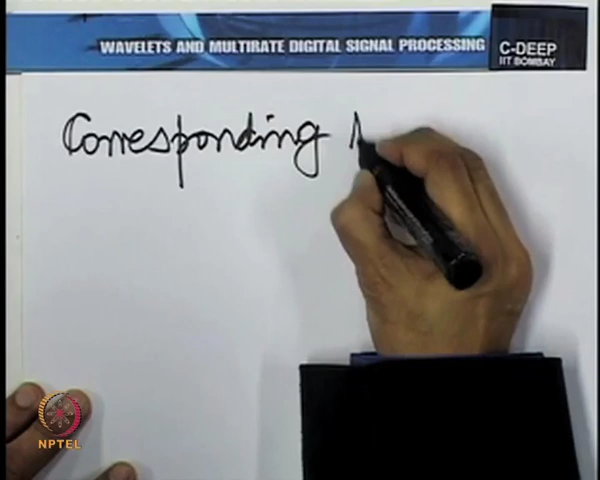 WAVELETS AND MULTIRATE DIGITAL SIGNAL PROCESSING
C-DEEP
IIT BOMBAY
Corresponding
NPTEL